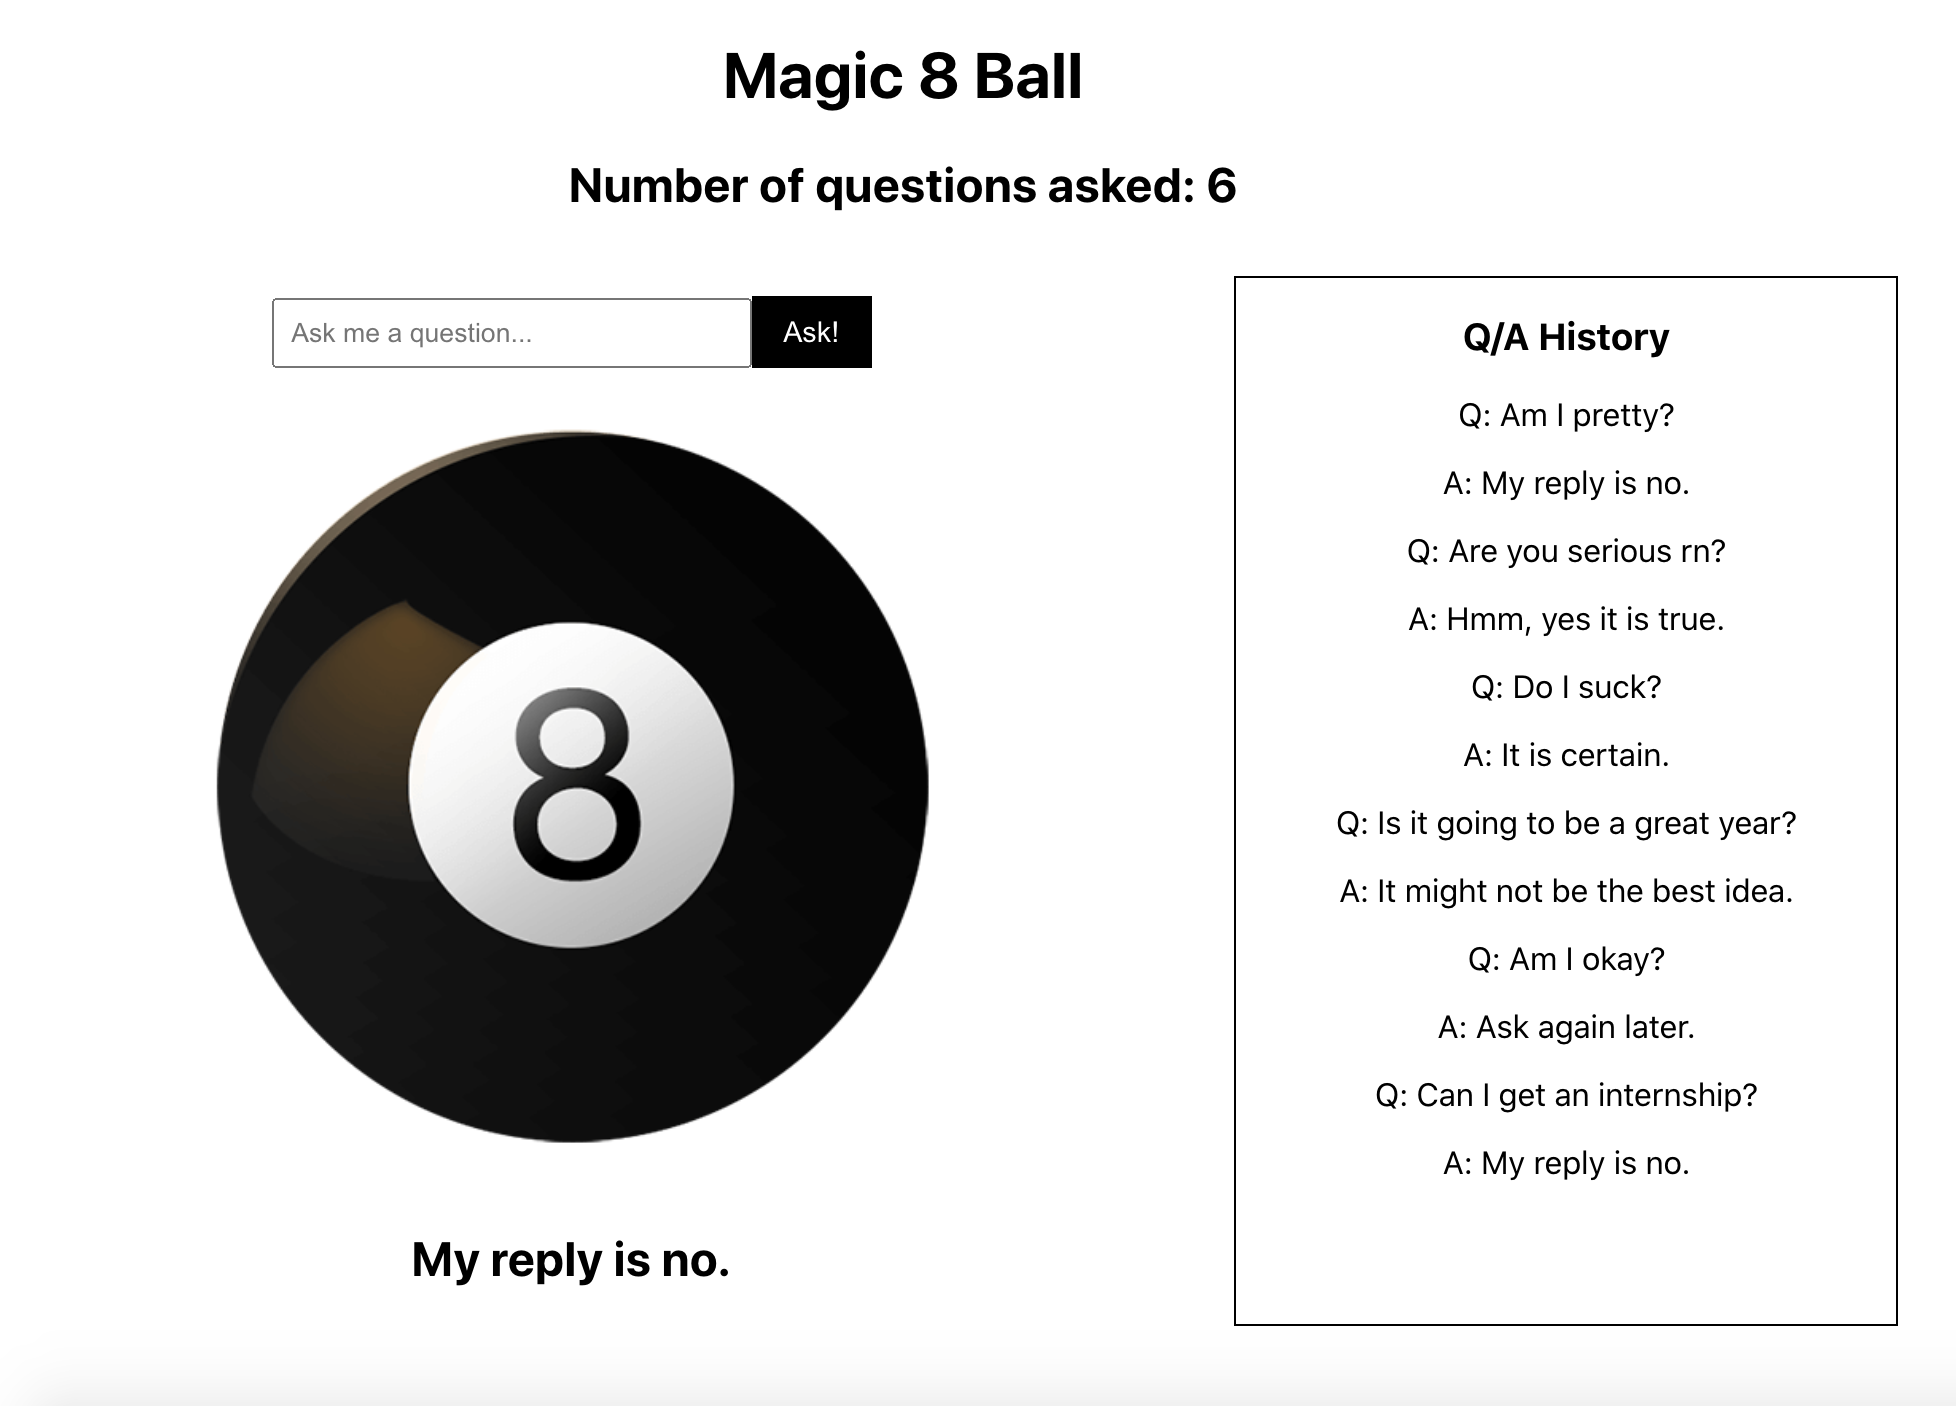 Magic 8 Ball
Number of questions asked: 6
Ask me a question...
Ask!
8
My reply is no.
Q/A History
Q: Am I pretty?
A: My reply is no.
Q: Are you serious rn?
A: Hmm, yes it is true.
Q: Do I suck?
A: It is certain.
Q: Is it going to be a great year?
A: It might not be the best idea.
Q: Am I okay?
A: Ask again later.
Q: Can I get an internship?
A: My reply is no.